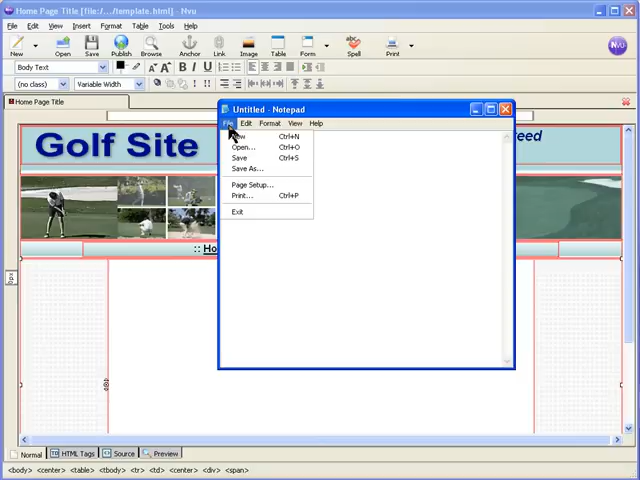 Home Page Title [file:/.../template.html] - Nvu
File Edit View Insert Format Table Tools Help
New Open Save Publish Browse Anchor Link Image Table Form Spell Print
NVU
Body Text
B I U
(no class) Variable Width
Home Page Title
Untitled - Notepad
File Edit Format View Help
New Ctrl+N
Open... Ctrl+O
Save Ctrl+S
Save As...
Page Setup...
Print... Ctrl+P
Exit
Golf Site
:: Ho
0px
Normal HTML Tags Source Preview
<body> <center> <table> <tbody> <tr> <td> <center> <div> <span>